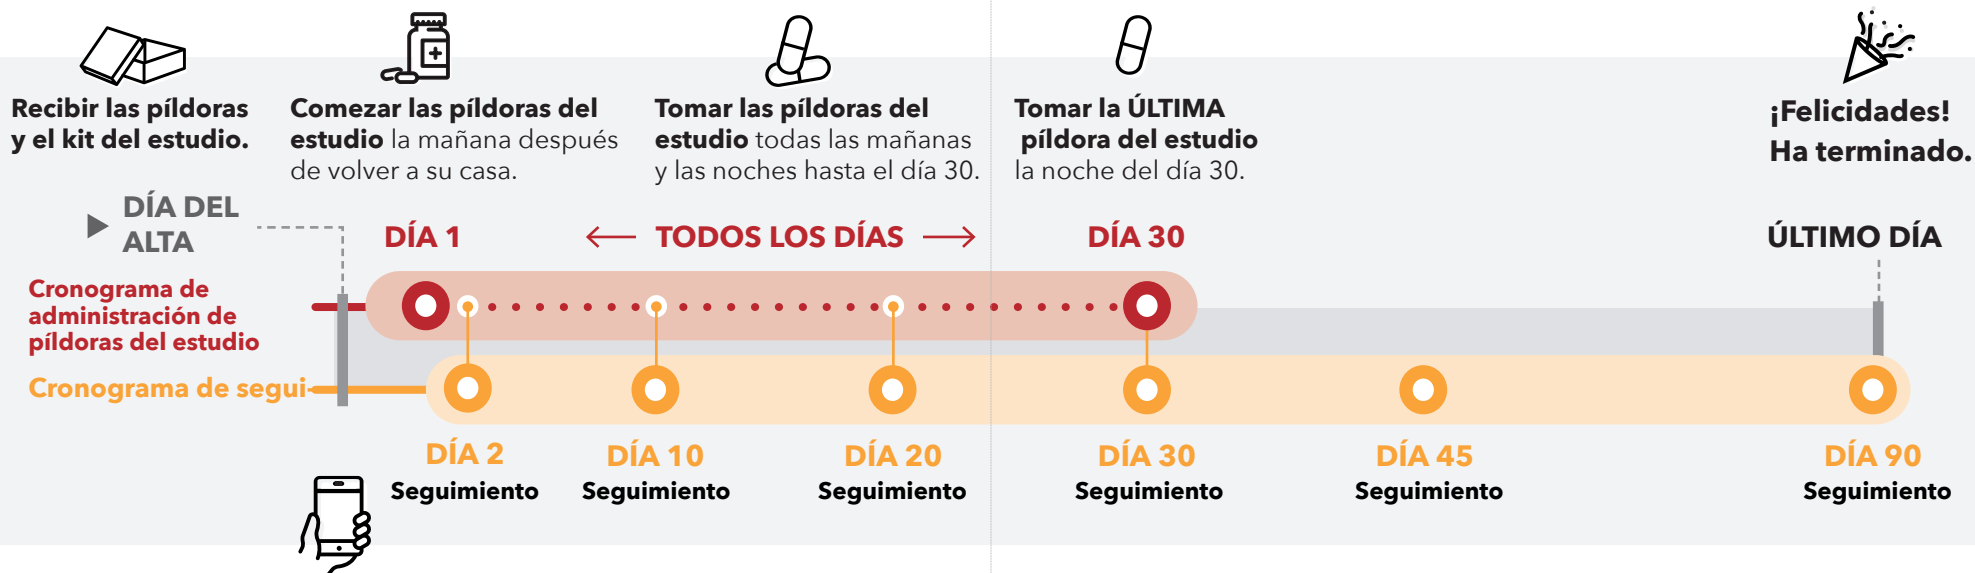 Recibir las píldoras
y el kit del estudio.
Comezar las píldoras del
estudio la mañana después
de volver a su casa.
Tomar las píldoras del
estudio todas las mañanas
y las noches hasta el día 30.
Tomar la ÚLTIMA
píldora del estudio
la noche del día 30.
¡Felicidades!
Ha terminado.
DÍA DEL
ALTA
DÍA 1
TODOS LOS DÍAS
DÍA 30
ÚLTIMO DÍA
Cronograma de
administración de
píldoras del estudio
Cronograma de segui-
DÍA 2
Seguimiento
DÍA 10
Seguimiento
DÍA 20
Seguimiento
DÍA 30
Seguimiento
DÍA 45
Seguimiento
DÍA 90
Seguimiento